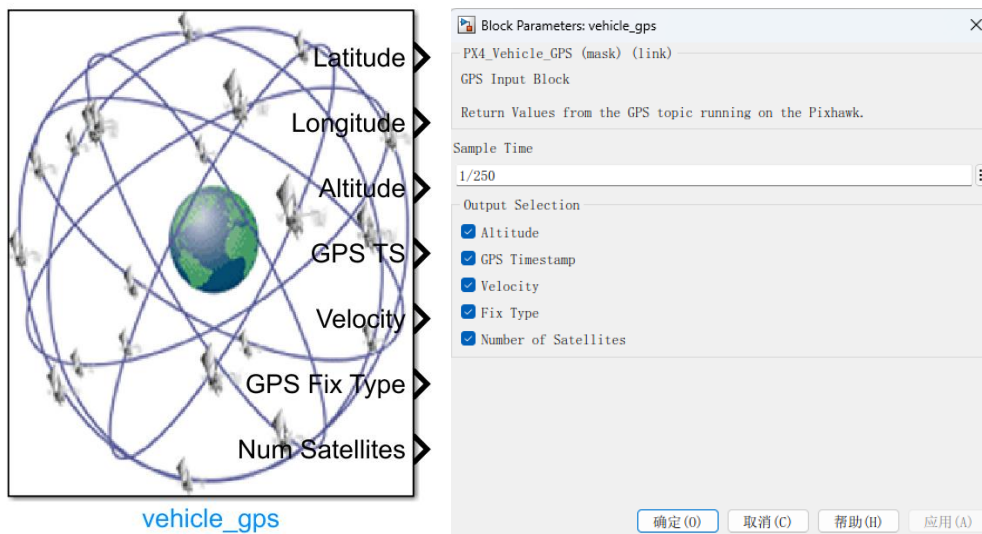 Latitude
Longitude
Altitude
GPS TS
Velocity
GPS Fix Type
Num Satellites
vehicle_gps
Block Parameters: vehicle_gps
PX4_Vehicle_GPS (mask) (link)
GPS Input Block
Return Values from the GPS topic running on the Pixhawk.
Sample Time
1/250
Output Selection
Altitude
GPS Timestamp
Velocity
Fix Type
Number of Satellites
确定(O) 取消(C) 帮助(H) 应用(A)